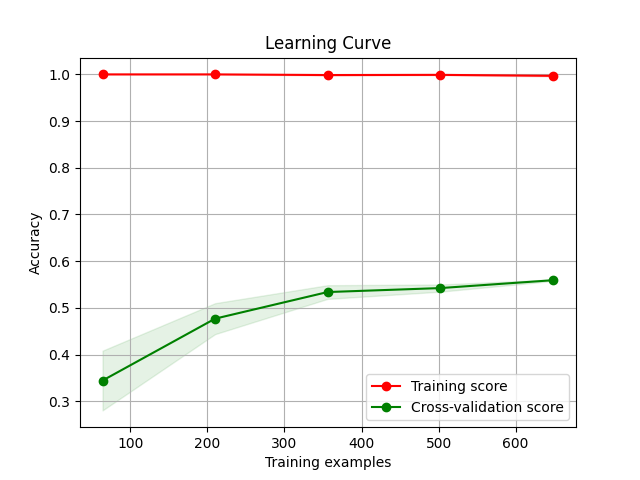 Learning Curve
1.0
0.9
0.8
0.7
0.6
0.5
0.4
0.3
Accuracy
Training score
Cross-validation score
100 200 300 400 500 600
Training examples